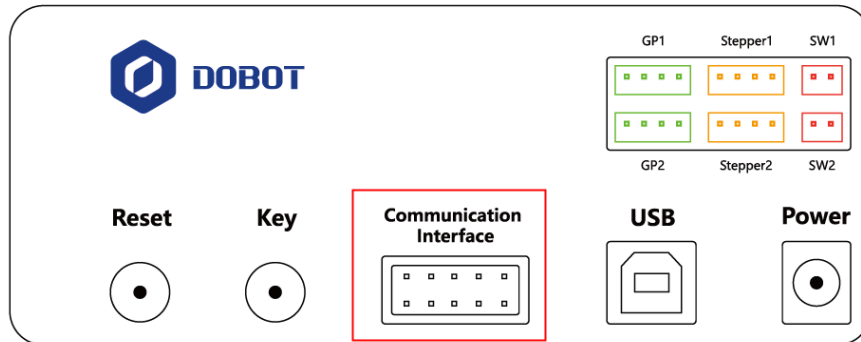 GP1 Stepper1 SW1
DOBOT
GP2 Stepper2 SW2
Reset Key Communication Interface USB Power